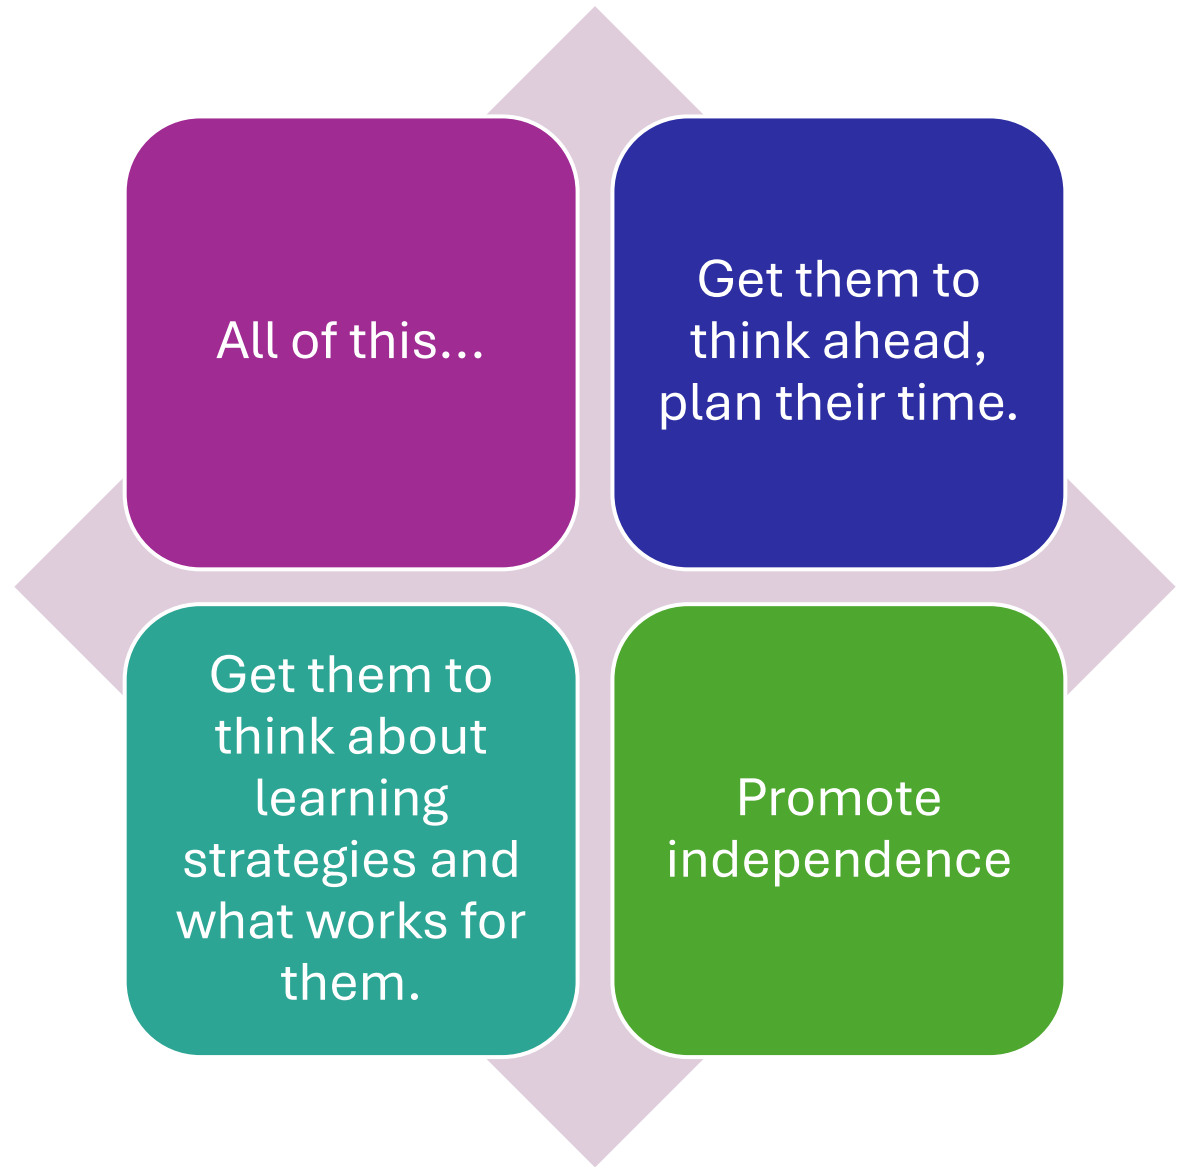 All of this...
Get them to
think ahead,
plan their time.
Get them to
think about
learning
strategies and
what works for
them.
Promote
independence